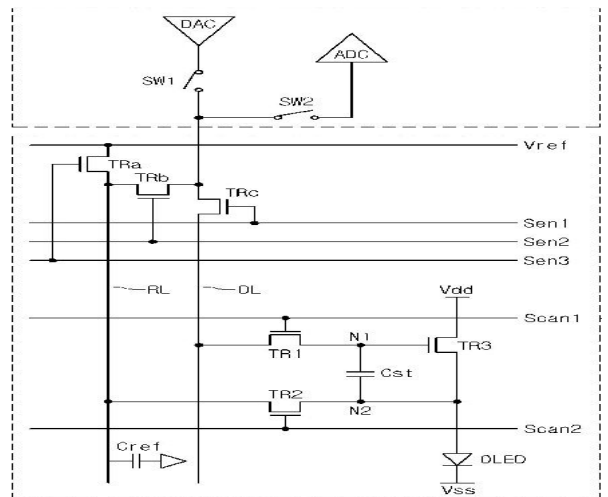 DAC
ADC
SW1
SW2
Vref
TRa
TRb
TRc
Sen1
Sen2
Sen3
RL
DL
Vdd
Scan1
N1
TR1
TR3
Cst
TR2
N2
Scan2
Cref
OLED
Vss